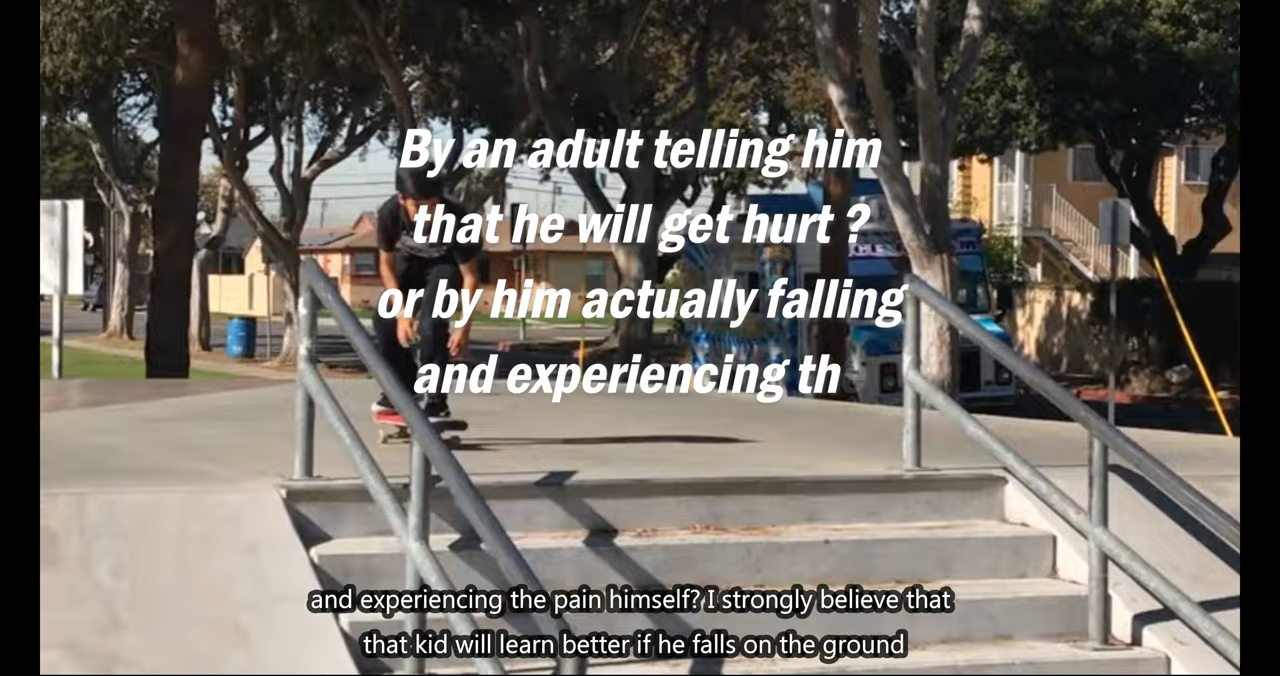 By an adult telling him
that he will get hurt ?
or by him actually falling
and experiencing th
and experiencing the pain himself? I strongly believe that
that kid will learn better if he falls on the ground